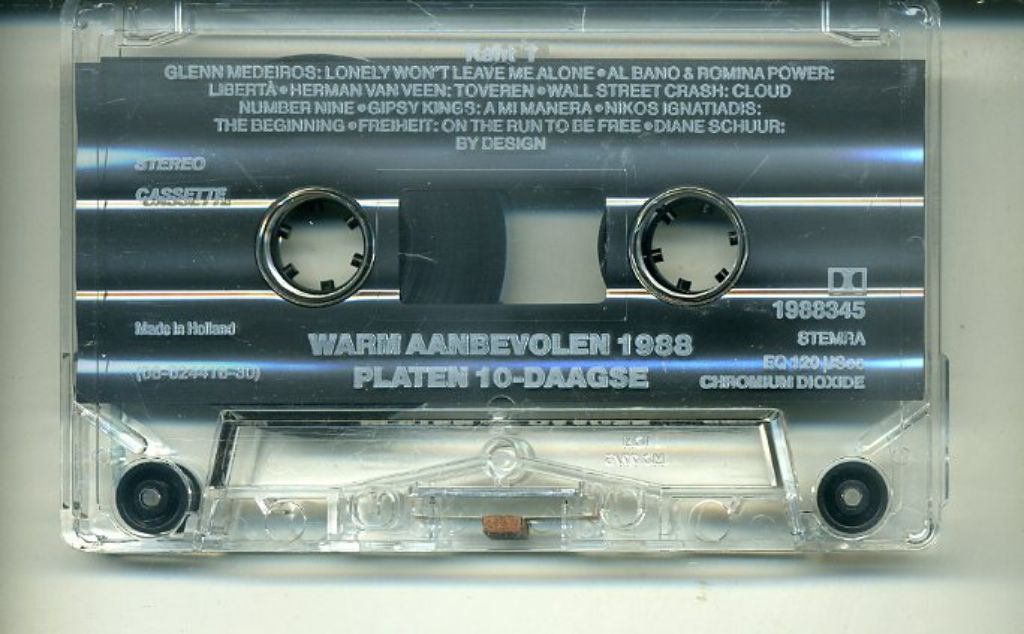 Kant 1
GLENN MEDEIROS: LONELY WON'T LEAVE ME ALONE • AL BANO & ROMINA POWER:
LIBERTÀ • HERMAN VAN VEEN: TOVEREN • WALL STREET CRASH: CLOUD
NUMBER NINE • GIPSY KINGS: A MI MANERA • NIKOS IGNATIADIS:
THE BEGINNING • FREIHEIT: ON THE RUN TO BE FREE • DIANE SCHUUR:
BY DESIGN
STEREO
CASSETTE
1988345
Made in Holland
STEMRA
WARM AANBEVOLEN 1988
EQ 120 µSec
PLATEN 10-DAAGSE
CHROMIUM DIOXIDE